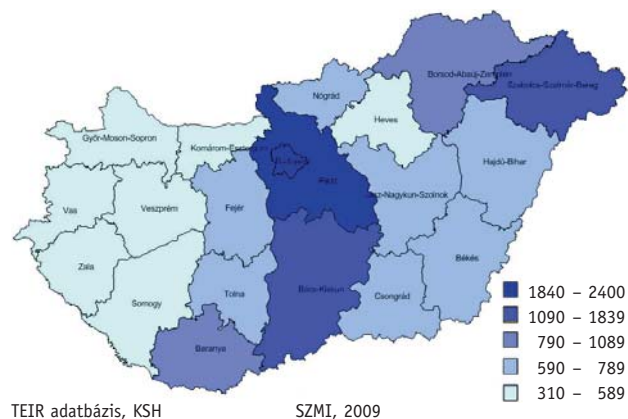 Borsod-Abaúj-Zemplén
Szabolcs-Szatmár-Bereg
Nógrád
Heves
Győr-Moson-Sopron
Komárom-Esztergom
Budapest
Hajdú-Bihar
Pest
Jász-Nagykun-Szolnok
Vas
Veszprém
Fejér
Zala
Békés
Somogy
Tolna
Bács-Kiskun
Csongrád
Baranya
1840 – 2400
1090 – 1839
790 – 1089
590 – 789
310 – 589
TEIR adatbázis, KSH
SZMI, 2009